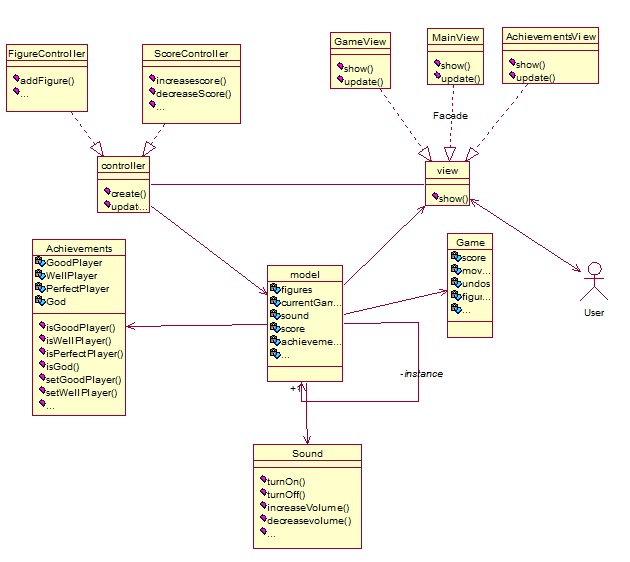 FigureController
addFigure()
...
ScoreController
increasescore()
decreaseScore()
...
GameView
show()
update()
MainView
show()
update()
AchievementsView
show()
update()
Facade
controller
create()
updat...
view
show()
Achievements
GoodPlayer
WellPlayer
PerfectPlayer
God
isGoodPlayer()
isWellPlayer()
isPerfectPlayer()
isGod()
setGoodPlayer()
setWellPlayer()
...
model
figures
currentGam...
sound
score
achieveme...
...
Game
score
mov...
undos
figur...
...
User
-instance
+1
Sound
turnOn()
turnOff()
increaseVolume()
decreasevolume()
...